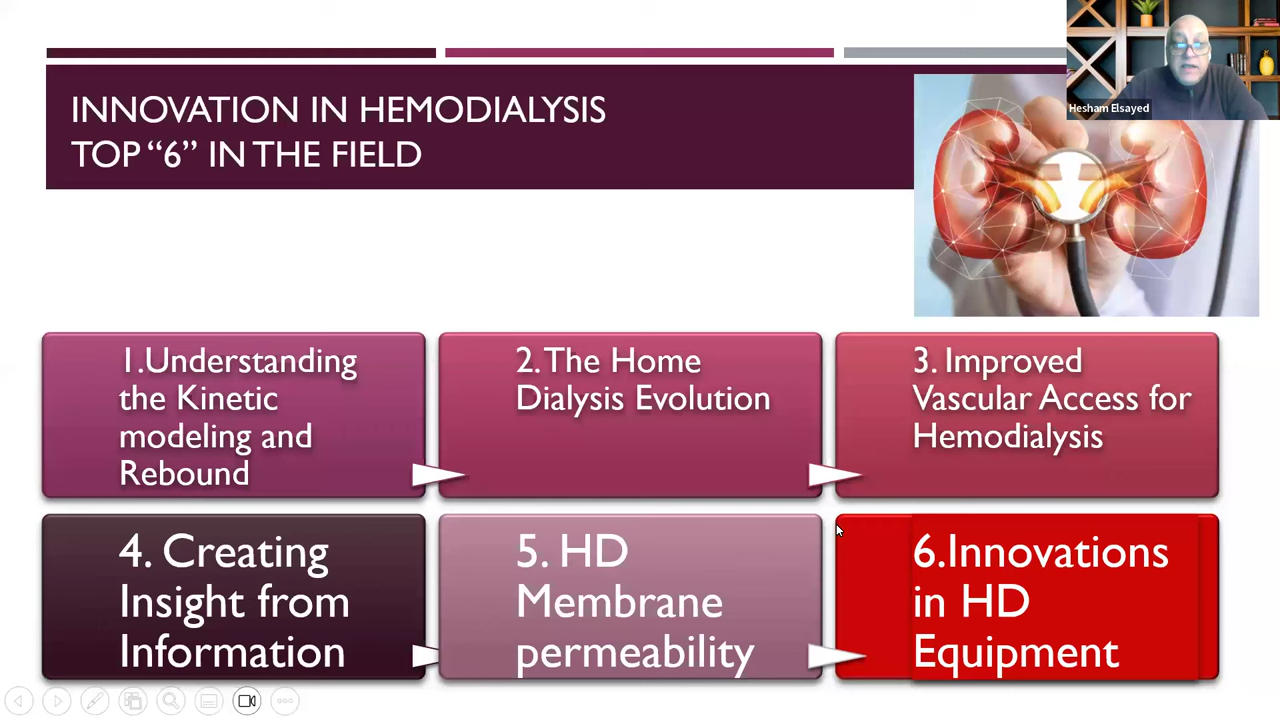 Hesham Elsayed
INNOVATION IN HEMODIALYSIS
TOP “6” IN THE FIELD
1.Understanding
the Kinetic
modeling and
Rebound
2. The Home
Dialysis Evolution
3. Improved
Vascular Access for
Hemodialysis
4. Creating
Insight from
Information
5. HD
Membrane
permeability
6.Innovations
in HD
Equipment